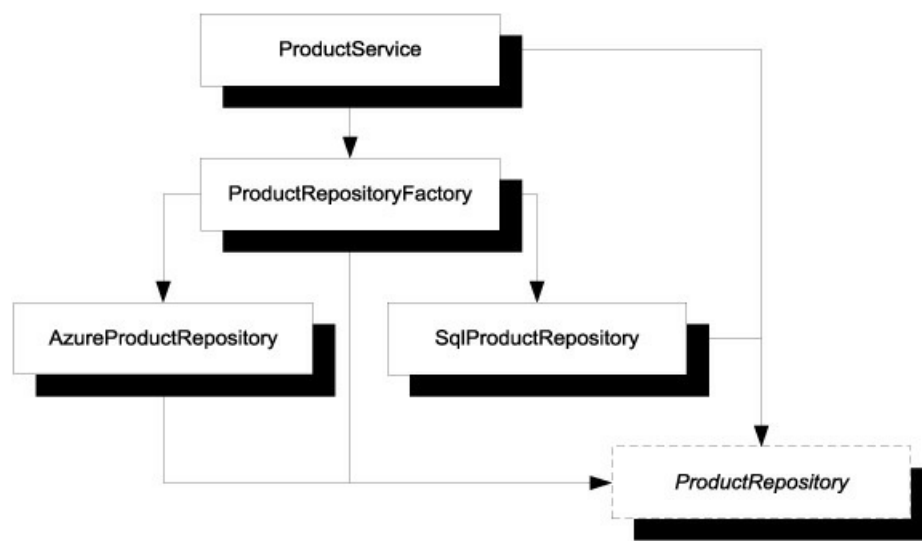 ProductService
ProductRepositoryFactory
AzureProductRepository
SqlProductRepository
ProductRepository